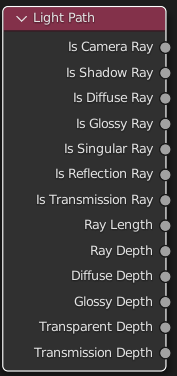 Light Path
Is Camera Ray
Is Shadow Ray
Is Diffuse Ray
Is Glossy Ray
Is Singular Ray
Is Reflection Ray
Is Transmission Ray
Ray Length
Ray Depth
Diffuse Depth
Glossy Depth
Transparent Depth
Transmission Depth